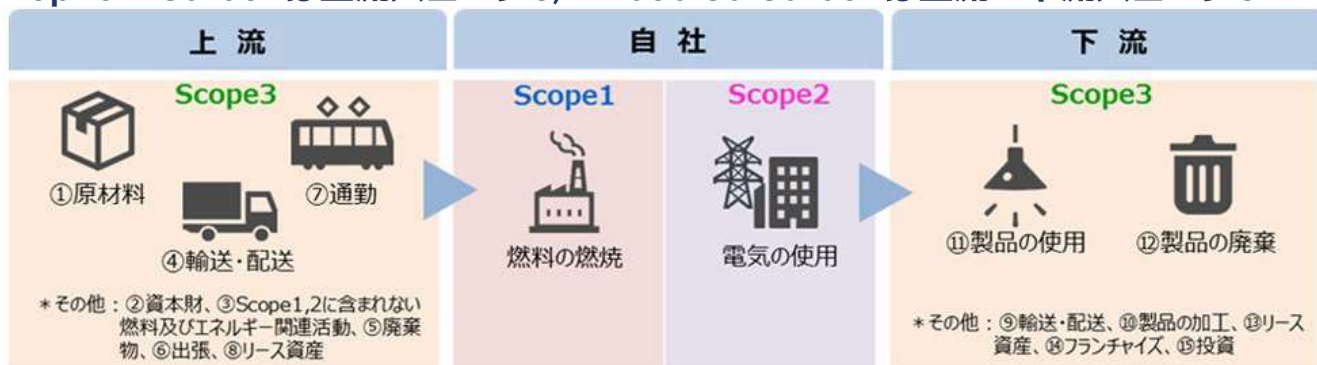 上 流
自 社
下 流
Scope3
Scope1
Scope2
Scope3
①原材料
⑦通勤
④輸送・配送
燃料の燃焼
電気の使用
⑪製品の使用
⑫製品の廃棄
*その他:②資本財、③Scope1,2に含まれない
燃料及びエネルギー関連活動、⑤廃棄
物、⑥出張、⑧リース資産
*その他:⑨輸送・配送、⑩製品の加工、⑬リース
資産、⑭フランチャイズ、⑮投資